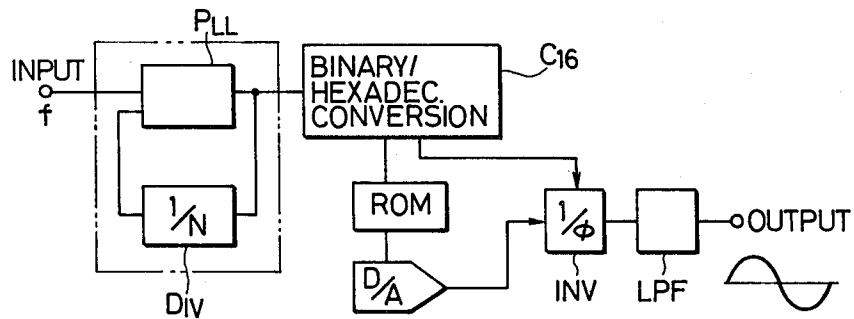 PLL
INPUT
f
BINARY/
HEXADEC.
CONVERSION
C16
1/N
DIV
ROM
D/A
1/ϕ
INV
LPF
OUTPUT